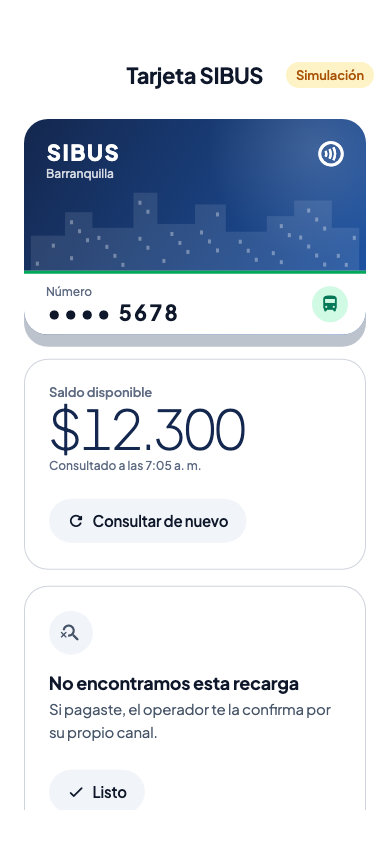 Tarjeta SIBUS
Simulación
SIBUS
Barranquilla
Número
•••• 5678
Saldo disponible
$12.300
Consultado a las 7:05 a. m.
Consultar de nuevo
No encontramos esta recarga
Si pagaste, el operador te la confirma por
su propio canal.
Listo